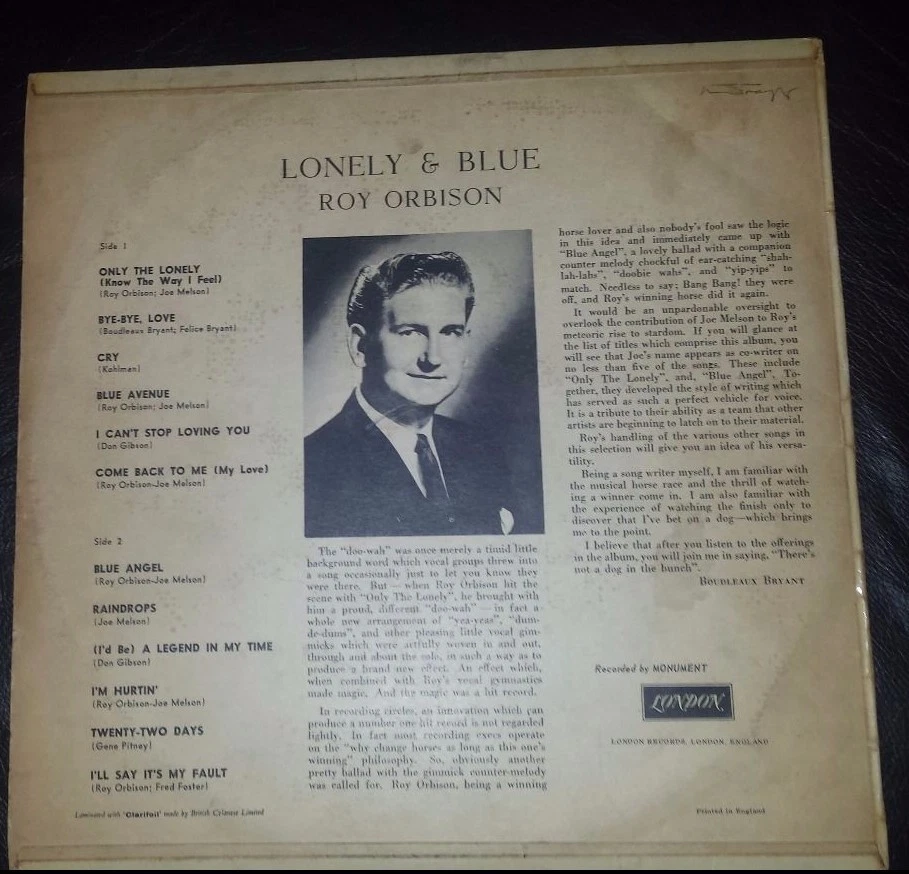 LONELY & BLUE
ROY ORBISON
Side 1
ONLY THE LONELY
(Know The Way I Feel)
(Roy Orbison; Joe Melson)
BYE-BYE, LOVE
(Boudleaux Bryant; Felice Bryant)
CRY
(Kohlman)
BLUE AVENUE
(Roy Orbison; Joe Melson)
I CAN'T STOP LOVING YOU
(Don Gibson)
COME BACK TO ME (My Love)
(Roy Orbison-Joe Melson)
Side 2
BLUE ANGEL
(Roy Orbison-Joe Melson)
RAINDROPS
(Joe Melson)
(I'd Be) A LEGEND IN MY TIME
(Don Gibson)
I'M HURTIN'
(Roy Orbison-Joe Melson)
TWENTY-TWO DAYS
(Gene Pitney)
I'LL SAY IT'S MY FAULT
(Roy Orbison; Fred Foster)
The "doo-wah" was once merely a timid little
background word which vocal groups threw into
a song occasionally just to let you know they
were there. But — when Roy Orbison hit the
scene with "Only The Lonely", he brought with
him a proud, different "doo-wah" — in fact a
whole new arrangement of "yea-yeas", "dum-
de-dums", and other pleasing little vocal gim-
micks which were artfully woven in and out,
through and about the solo, in such a way as to
produce a brand new effect. An effect which,
when combined with Roy's vocal gymnastics
made magic. And the magic was a hit record.
In recording circles, an innovation which can
produce a number one hit record is not regarded
lightly. In fact most recording execs operate
on the "why change horses as long as this one's
winning" philosophy. So, obviously another
pretty ballad with the gimmick counter-melody
was called for. Roy Orbison, being a winning
horse lover and also nobody's fool saw the logic
in this idea and immediately came up with
"Blue Angel", a lovely ballad with a companion
counter melody chockful of ear-catching "shah-
lah-lahs", "doobie wahs", and "yip-yips" to
match. Needless to say; Bang Bang! they were
off, and Roy's winning horse did it again.
It would be an unpardonable oversight to
overlook the contribution of Joe Melson to Roy's
meteoric rise to stardom. If you will glance at
the list of titles which comprise this album, you
will see that Joe's name appears as co-writer on
no less than five of the songs. These include
"Only The Lonely", and, "Blue Angel". To-
gether, they developed the style of writing which
has served as such a perfect vehicle for voice.
It is a tribute to their ability as a team that other
artists are beginning to latch on to their material.
Roy's handling of the various other songs in
this selection will give you an idea of his versa-
tility.
Being a song writer myself, I am familiar with
the musical horse race and the thrill of watch-
ing a winner come in. I am also familiar with
the experience of watching the finish only to
discover that I've bet on a dog—which brings
me to the point.
I believe that after you listen to the offerings
in the album, you will join me in saying, "There's
not a dog in the bunch".
BOUDLEAUX BRYANT
Recorded by MONUMENT
LONDON
LONDON RECORDS, LONDON, ENGLAND
Laminated with 'Clarifoil' made by British Celanese Limited
Printed in England